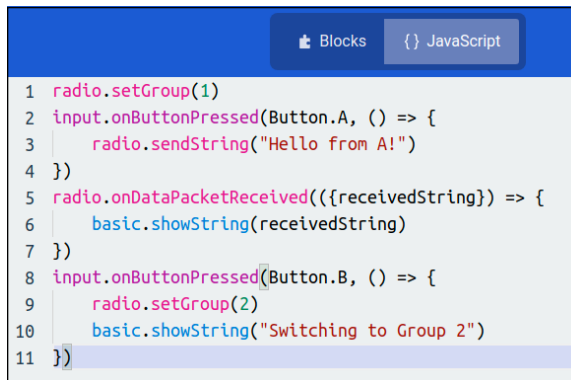 Blocks
{ } JavaScript
1 radio.setGroup(1)
2 input.onButtonPressed(Button.A, () => {
3     radio.sendString("Hello from A!")
4 })
5 radio.onDataPacketReceived(({receivedString}) => {
6     basic.showString(receivedString)
7 })
8 input.onButtonPressed(Button.B, () => {
9     radio.setGroup(2)
10     basic.showString("Switching to Group 2")
11 })